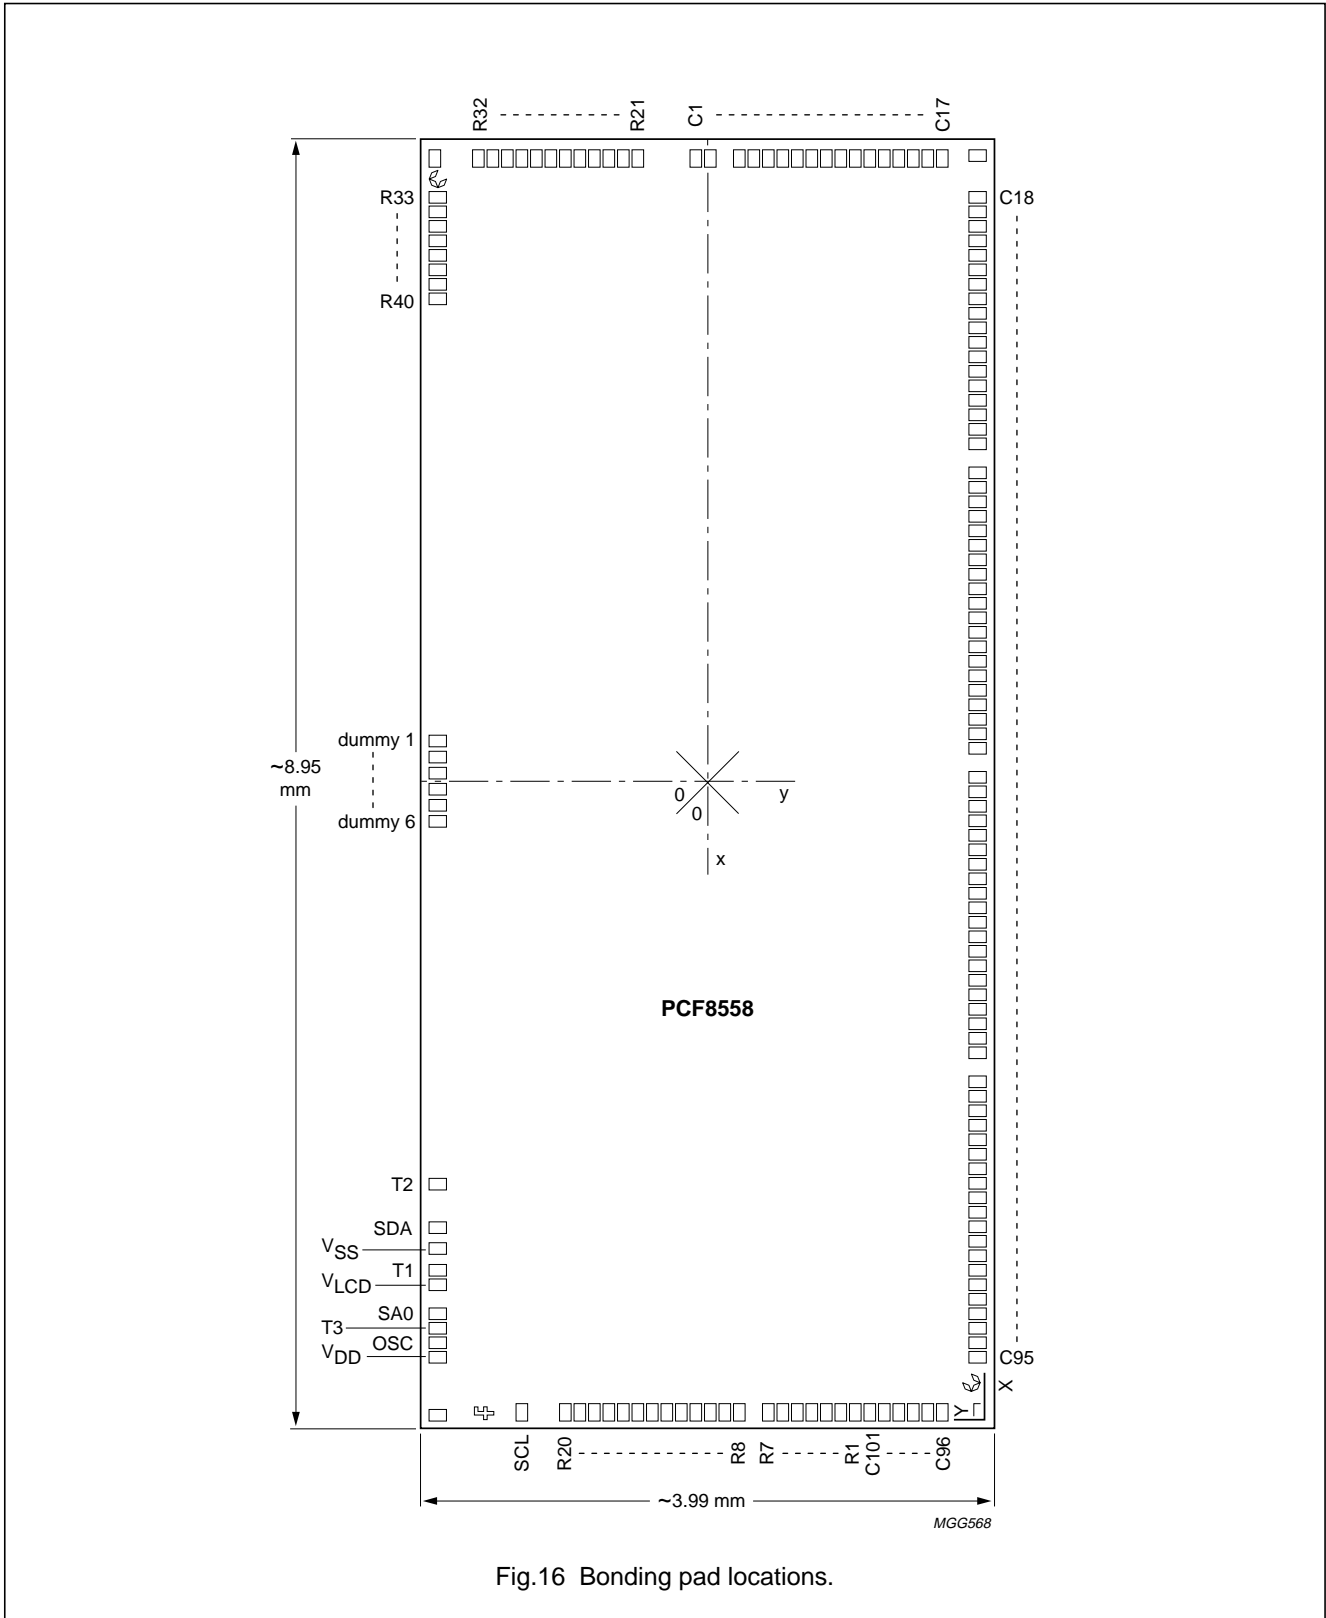 R32
R21
C1
C17
R33
C18
R40
dummy 1
~8.95
mm
0
y
0
dummy 6
x
PCF8558
T2
SDA
VSS
T1
VLCD
SA0
T3
OSC
VDD
C95
X
Y
SCL
R20
R8
R7
R1
C101
C96
~3.99 mm
MGG568
Fig.16 Bonding pad locations.